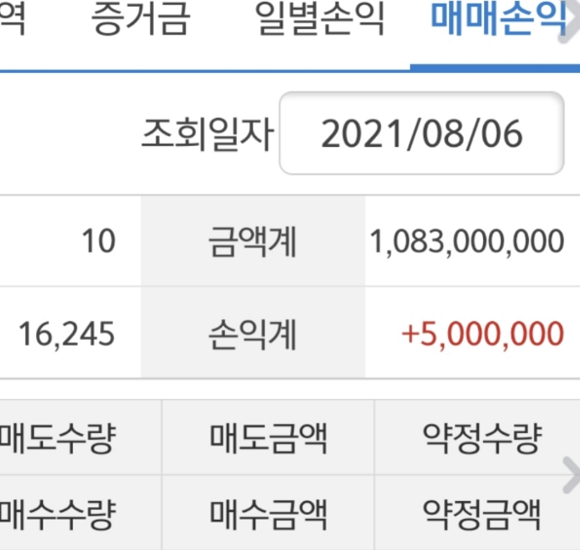 역 증거금 일별손익 매매손익
조회일자 2021/08/06
10 금액계 1,083,000,000
16,245 손익계 +5,000,000
매도수량 매도금액 약정수량
매수수량 매수금액 약정금액